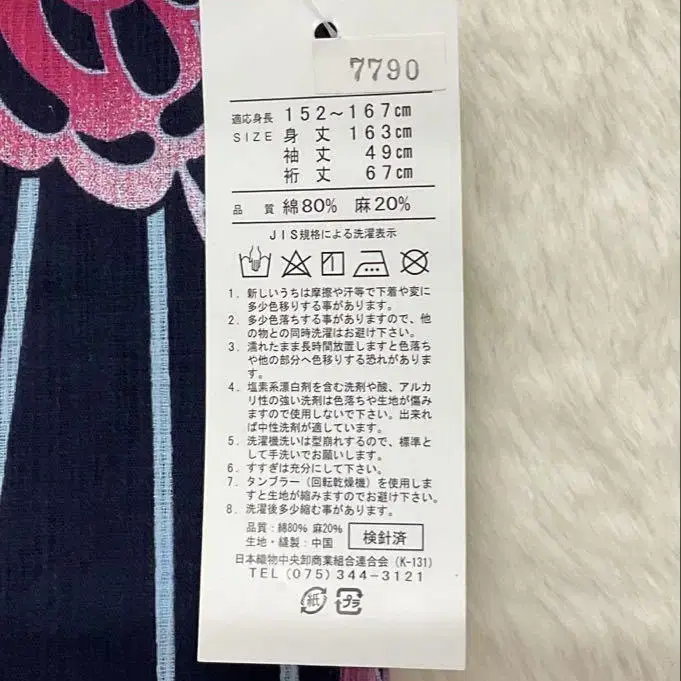 7790
適応身長 152～167cm
SIZE 身丈 163cm
袖丈 49cm
裄丈 67cm
品質 綿80% 麻20%
JIS規格による洗濯表示
1. 新しいうちは摩擦や汗等で下着や変に
多少色移りする事があります。
2. 多少色落ちする事がありますので、他
の物との同時洗濯はお避け下さい。
3. 濡れたまま長時間放置しますと色落ち
や他の部分へ色移りする恐れがありま
す。
4. 塩素系漂白剤を含む洗剤や酸、アルカ
リ性の強い洗剤は色落ちや生地が傷み
ますので使用しないで下さい。出来れ
ば中性洗剤が適しています。
5. 洗濯機洗いは型崩れするので、標準と
して手洗いでお願いします。
6. すすぎは充分にして下さい。
7. タンブラー（回転乾燥機）を使用しま
すと生地が縮みますのでお避け下さい。
8. 洗濯後多少縮む事があります。
品質：綿80% 麻20%
生地・縫製：中国
検針済
日本織物中央卸商業組合連合会（K-131）
TEL（075）344-3121
紙 プラ